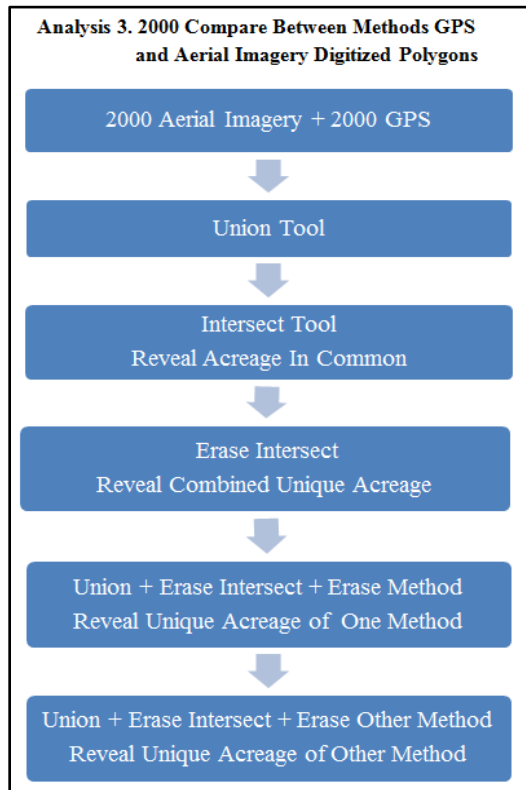 Analysis 3. 2000 Compare Between Methods GPS
and Aerial Imagery Digitized Polygons
2000 Aerial Imagery + 2000 GPS
Union Tool
Intersect Tool
Reveal Acreage In Common
Erase Intersect
Reveal Combined Unique Acreage
Union + Erase Intersect + Erase Method
Reveal Unique Acreage of One Method
Union + Erase Intersect + Erase Other Method
Reveal Unique Acreage of Other Method